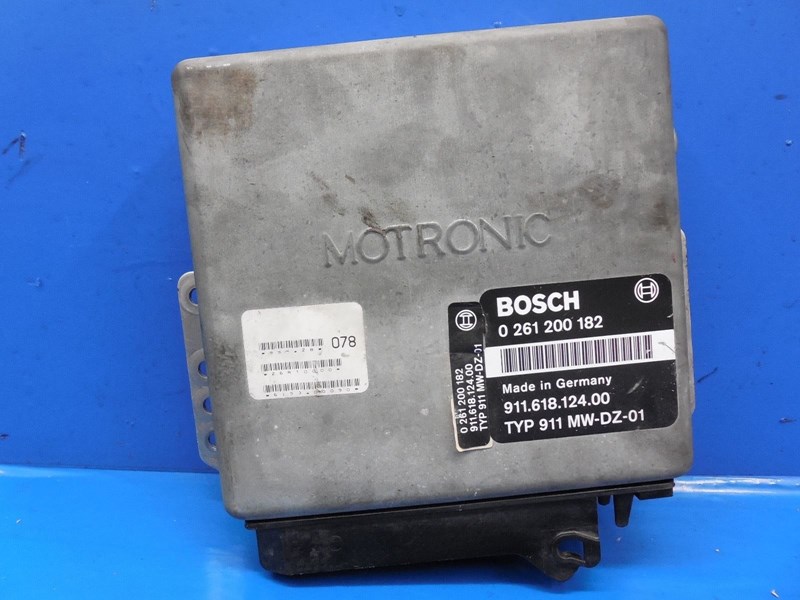 MOTRONIC
078
BOSCH
0 261 200 182
Made in Germany
911.618.124.00
TYP 911 MW-DZ-01
0 261 200 182
911.618.124.00
TYP 911 MW-DZ-01